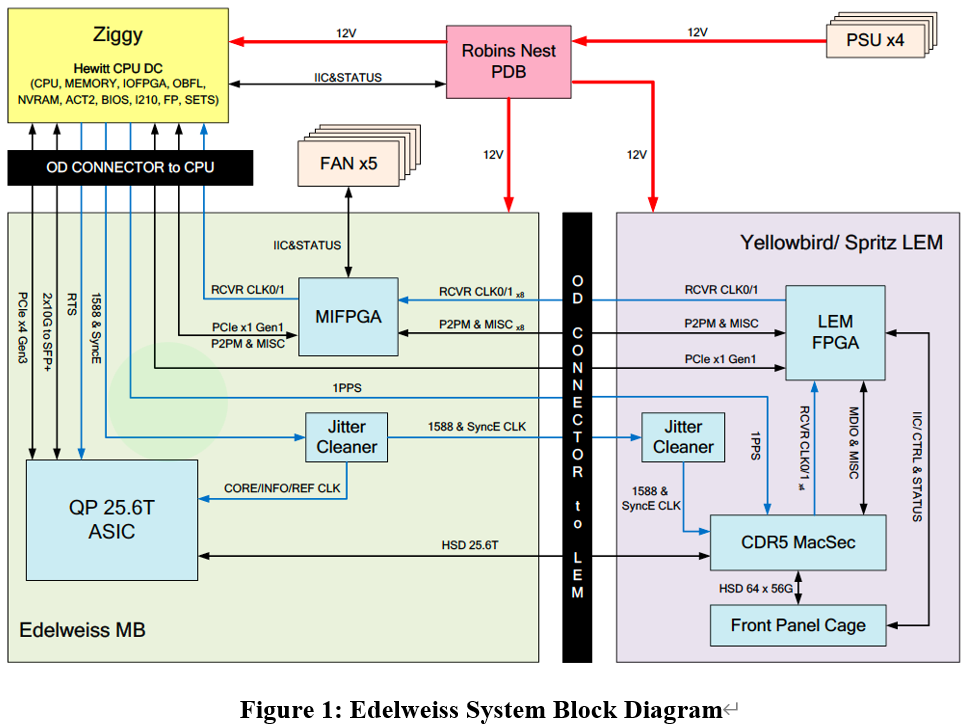 Ziggy
Hewitt CPU DC
(CPU, MEMORY, IOFPGA, OBFL,
NVRAM, ACT2, BIOS, I210, FP, SETS)
12V
Robins Nest
PDB
12V
PSU x4
IIC&STATUS
OD CONNECTOR to CPU
FAN x5
12V
12V
IIC&STATUS
Yellowbird/ Spritz LEM
PCIe x4 Gen3
2x10G to SFP+
RTS
1588 & SyncE
RCVR CLK0/1
MIFPGA
RCVR CLK0/1 x8
RCVR CLK0/1
PCIe x1 Gen1
P2PM & MISC
P2PM & MISC x8
P2PM & MISC
LEM
FPGA
PCIe x1 Gen1
1PPS
OD CONNECTOR to LEM
Jitter
Cleaner
1588 & SyncE CLK
Jitter
Cleaner
1PPS
RCVR CLK0/1 x4
MDIO & MISC
IIC/ CTRL & STATUS
CORE/INFO/REF CLK
1588 &
SyncE CLK
QP 25.6T
ASIC
HSD 25.6T
CDR5 MacSec
HSD 64 x 56G
Front Panel Cage
Edelweiss MB
Figure 1: Edelweiss System Block Diagram↵